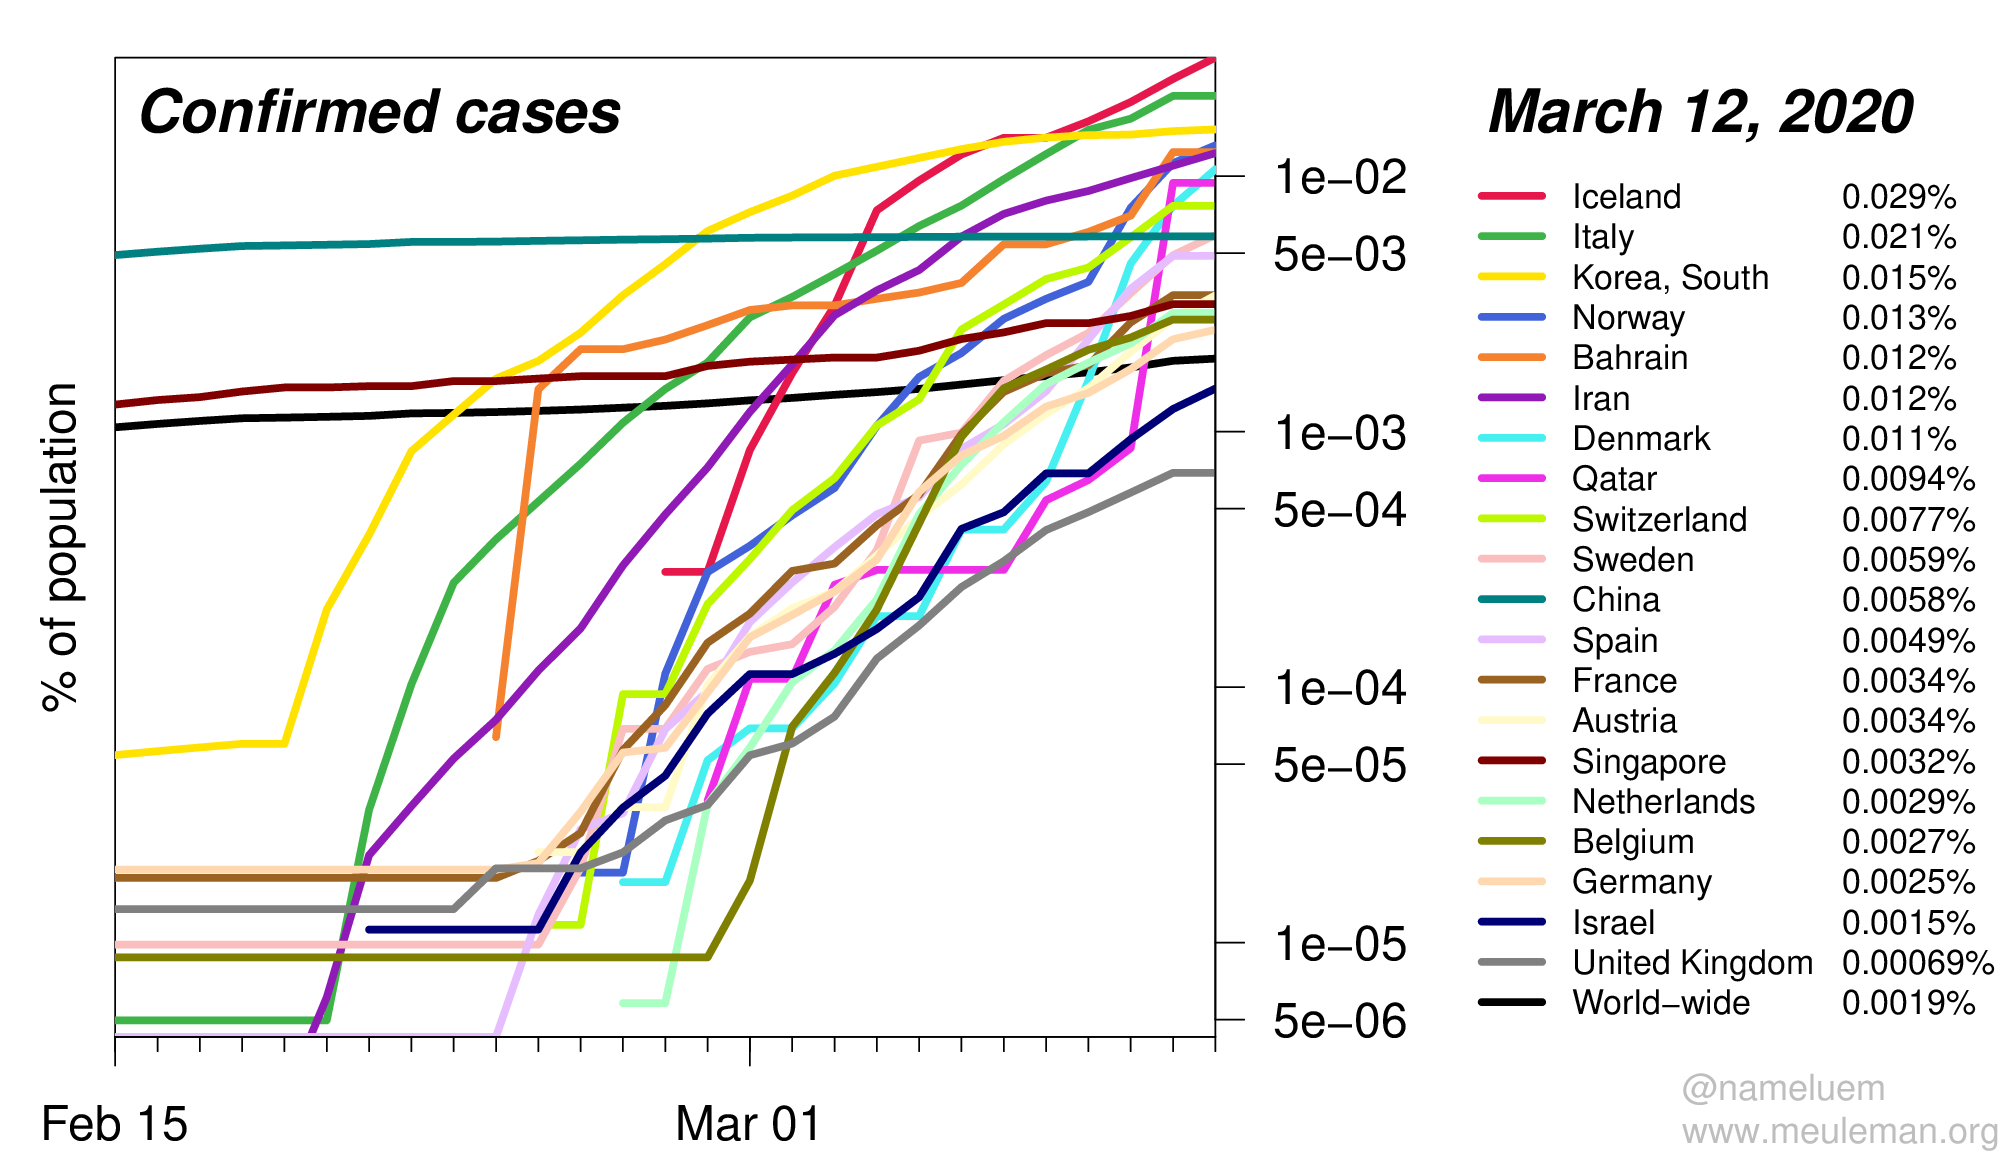 Confirmed cases
March 12, 2020
% of population
1e−02
5e−03
1e−03
5e−04
1e−04
5e−05
1e−05
5e−06
Feb 15
Mar 01
Iceland 0.029%
Italy 0.021%
Korea, South 0.015%
Norway 0.013%
Bahrain 0.012%
Iran 0.012%
Denmark 0.011%
Qatar 0.0094%
Switzerland 0.0077%
Sweden 0.0059%
China 0.0058%
Spain 0.0049%
France 0.0034%
Austria 0.0034%
Singapore 0.0032%
Netherlands 0.0029%
Belgium 0.0027%
Germany 0.0025%
Israel 0.0015%
United Kingdom 0.00069%
World−wide 0.0019%
@nameluem
www.meuleman.org